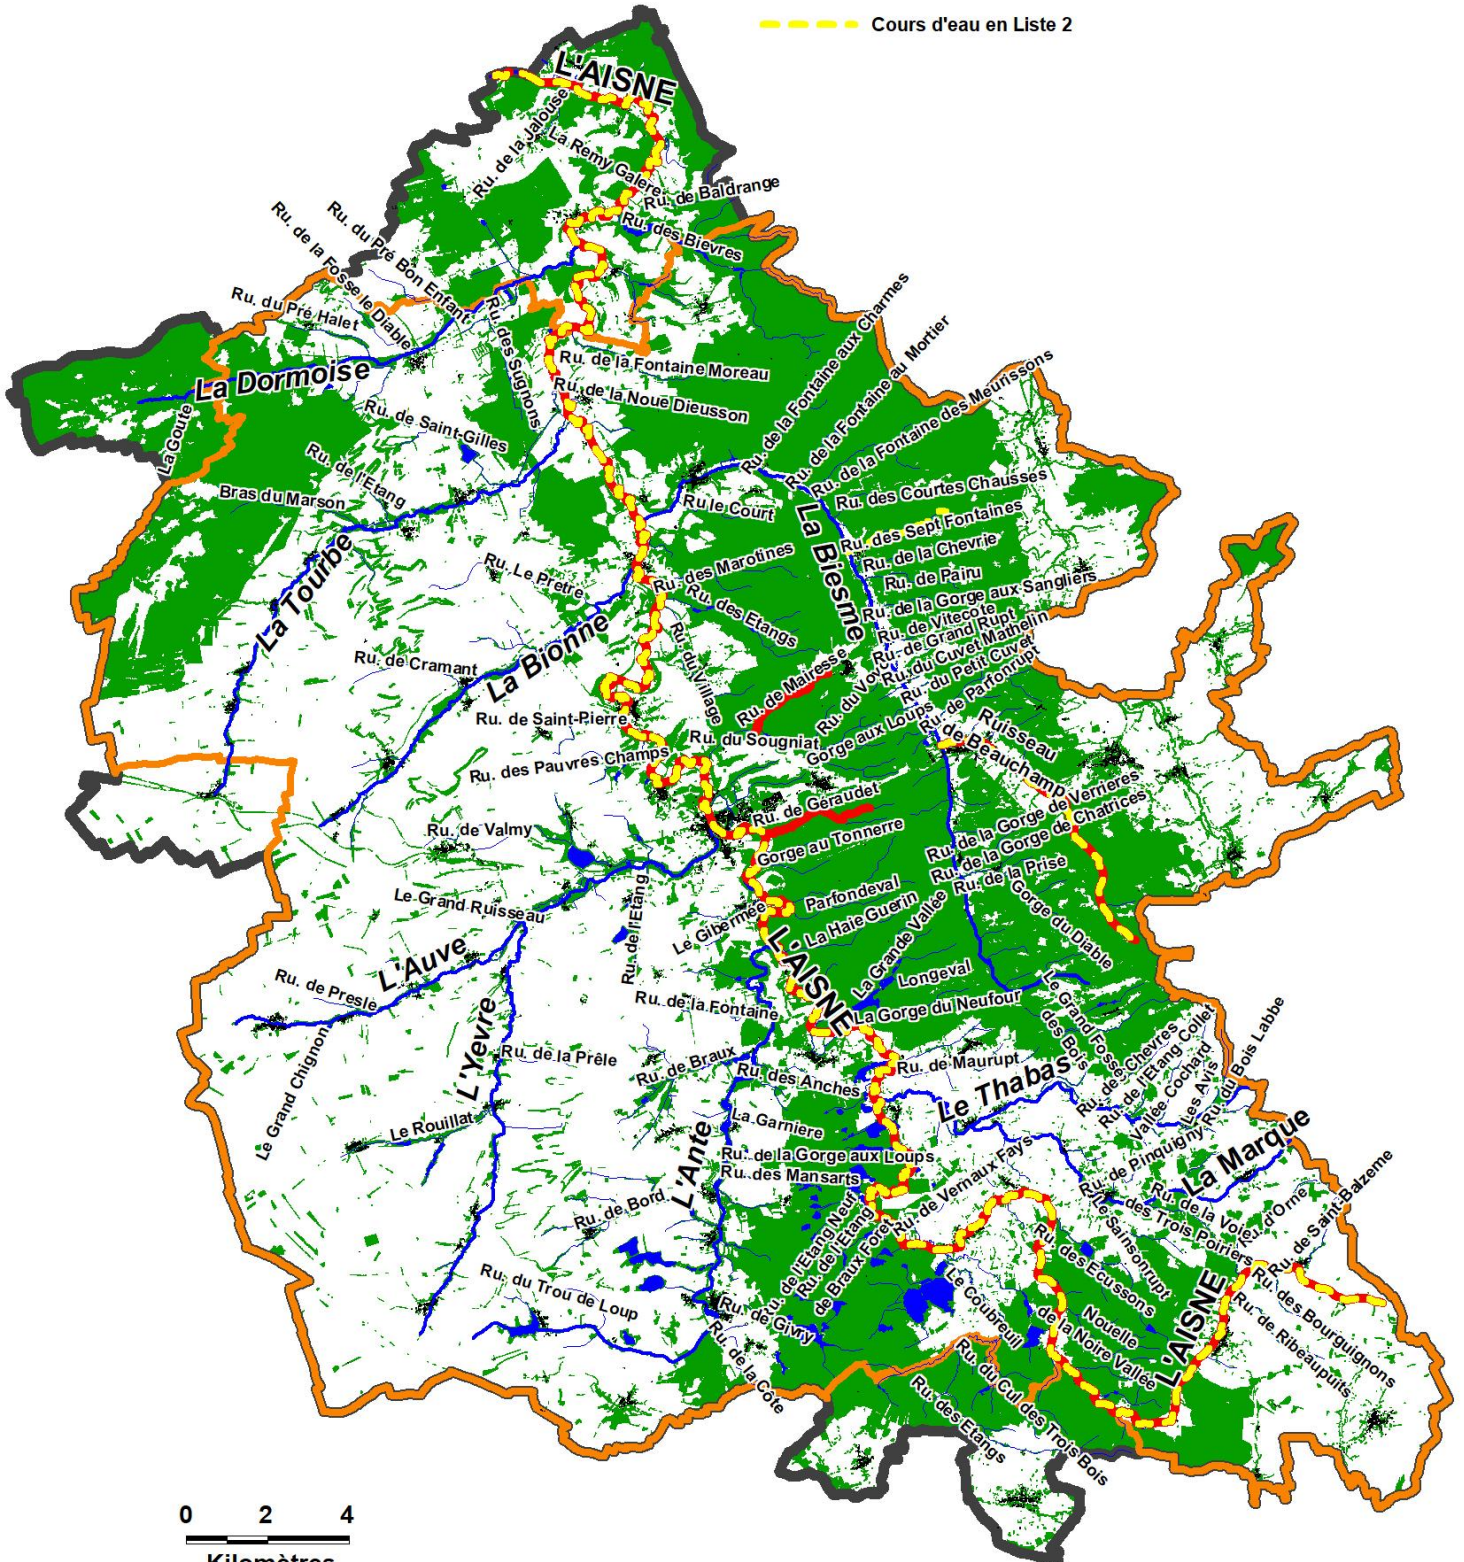 Cours d'eau en Liste 2
L'AISNE
Ru. de la Jalouse
La Remy Galere
Ru. de Baldrange
Ru. des Bievres
Ru. du Pré Bon Enfant
Ru. de la Fosse le Diable
Ru. du Pré Halet
Ru. des Sugnons
La Dormoise
La Goute
Ru. de la Fontaine Moreau
Ru. de la Noue Dieusson
Ru. de la Fontaine aux Charmes
Ru. de la Fontaine au Mortier
Ru. de la Fontaine des Meurissons
Ru. de Saint-Gilles
Ru. de l'Etang
Bras du Marson
Ru. des Courtes Chausses
Ru le Court
Ru. des Sept Fontaines
La Biesme
Ru. de la Chevrie
La Tourbe
Ru. Le Pretre
Ru. des Marotines
Ru. de Pairu
Ru. de la Gorge aux Sangliers
Ru. des Etangs
Ru. de Vitecote
Ru. de Grand Rupt
Ru. du Cuvet Mathelin
Ru. du Petit Cuvet
Ru. de Parforupt
La Bionne
Ru. du Village
Ru. de Cramant
Ru. de Mairesse
Ru. de Saint-Pierre
Ru. du Sougniat
Gorge aux Loups
Ruisseau
de Beauchamp
Ru. des Pauvres Champs
Ru. de Géraudet
Ru. de la Gorge de Verrieres
Ru. de la Gorge de Chatrices
Ru. de Valmy
Gorge au Tonnerre
Ru. de la Prise
Gorge du Diable
Le Grand Ruisseau
Ru. de l'Etang
Le Gibermée
Parfondeval
La Haie Guerin
La Grande Vallée
L'Auve
L'AISNE
Longeval
Ru. de Presle
Ru. de la Fontaine
La Gorge du Neufour
Le Grand Fosse
des Bois
L'Yevre
Le Grand Chignon
Ru. de la Prêle
Ru. de Braux
Ru. des Anches
Ru. de Maurupt
Le Thabas
Ru. de Chevres
Ru. de l'Etang Collet
Vallée Cochard
Les Avis
Ru. du Bois Labbe
Le Rouillat
La Garniere
L'Ante
Ru. de la Gorge aux Loups
Ru. des Mansarts
Ru. de Vernaux Fays
Ru. de Pinguigny
La Marque
Ru. de Bord
Ru. de l'Etang Neuf
Ru. de l'Etang
de Braux Foret
Ru. des Trois Poiriers
Ru. de la Voie
d'Orne
Ru. de Saint-Bazeme
Le Sainsonrupt
Ru. des Ecussons
Ru. du Trou de Loup
Ru. de Givry
Ru. de la Côte
Le Coubreuil
Nouelle
de la Noire Vallée
L'AISNE
Ru. des Bourguignons
Ru. de Ribeaupuits
Ru. du Cul des Trois Bois
Ru. des Etangs
0 2 4
Kilomètres